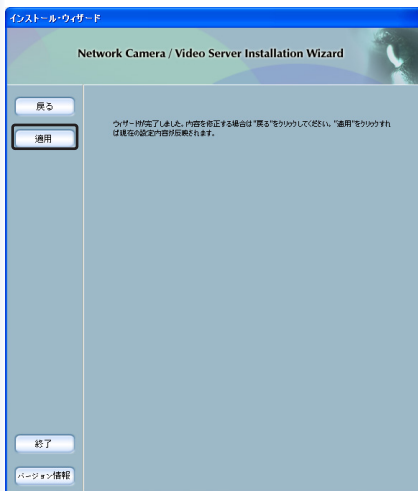 インストール・ウィザード
Network Camera / Video Server Installation Wizard
戻る
適用
ウィザードが完了しました。内容を修正する場合は"戻る"をクリックしてください。"適用"をクリックすれ
ば現在の設定内容が反映されます。
終了
バージョン情報